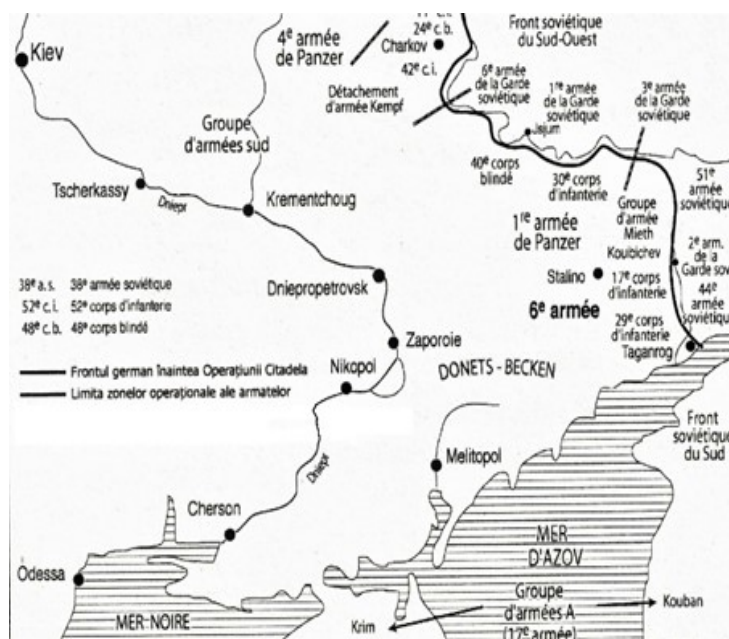 24e c.b.
Charkov
42e c.i.
4e armée
de Panzer
Front soviétique
du Sud-Ouest
Kiev
Détachement
d'armée Kempf
6e armée
de la Garde
soviétique
1re armée
de la Garde
soviétique
3e armée
de la Garde
soviétique
Groupe
d'armées sud
Jsjum
40e corps
blindé
30e corps
d'infanterie
51e
armée
soviétique
Tscherkassy
Dniepr
Krementchoug
Groupe
d'armée
Mieth
1re armée
de Panzer
Koubichev
2e arm.
de la
Garde sov
38e a.s. 38e armée soviétique
52e c.i. 52e corps d'infanterie
48e c.b. 48e corps blindé
Dniepropetrovsk
Stalino
17e corps
d'infanterie
44e
armée
soviétique
6e armée
29e corps
d'infanterie
Taganrog
Zaporoie
Frontul german înaintea Operațiunii Citadela
Limita zonelor operaționale ale armatelor
Nikopol
DONETS - BECKEN
Front
soviétique
du Sud
Dniepr
Melitopol
Cherson
MER
D'AZOV
Odessa
MER NOIRE
Groupe
d'armées A
(17e armée)
Krim
Kouban